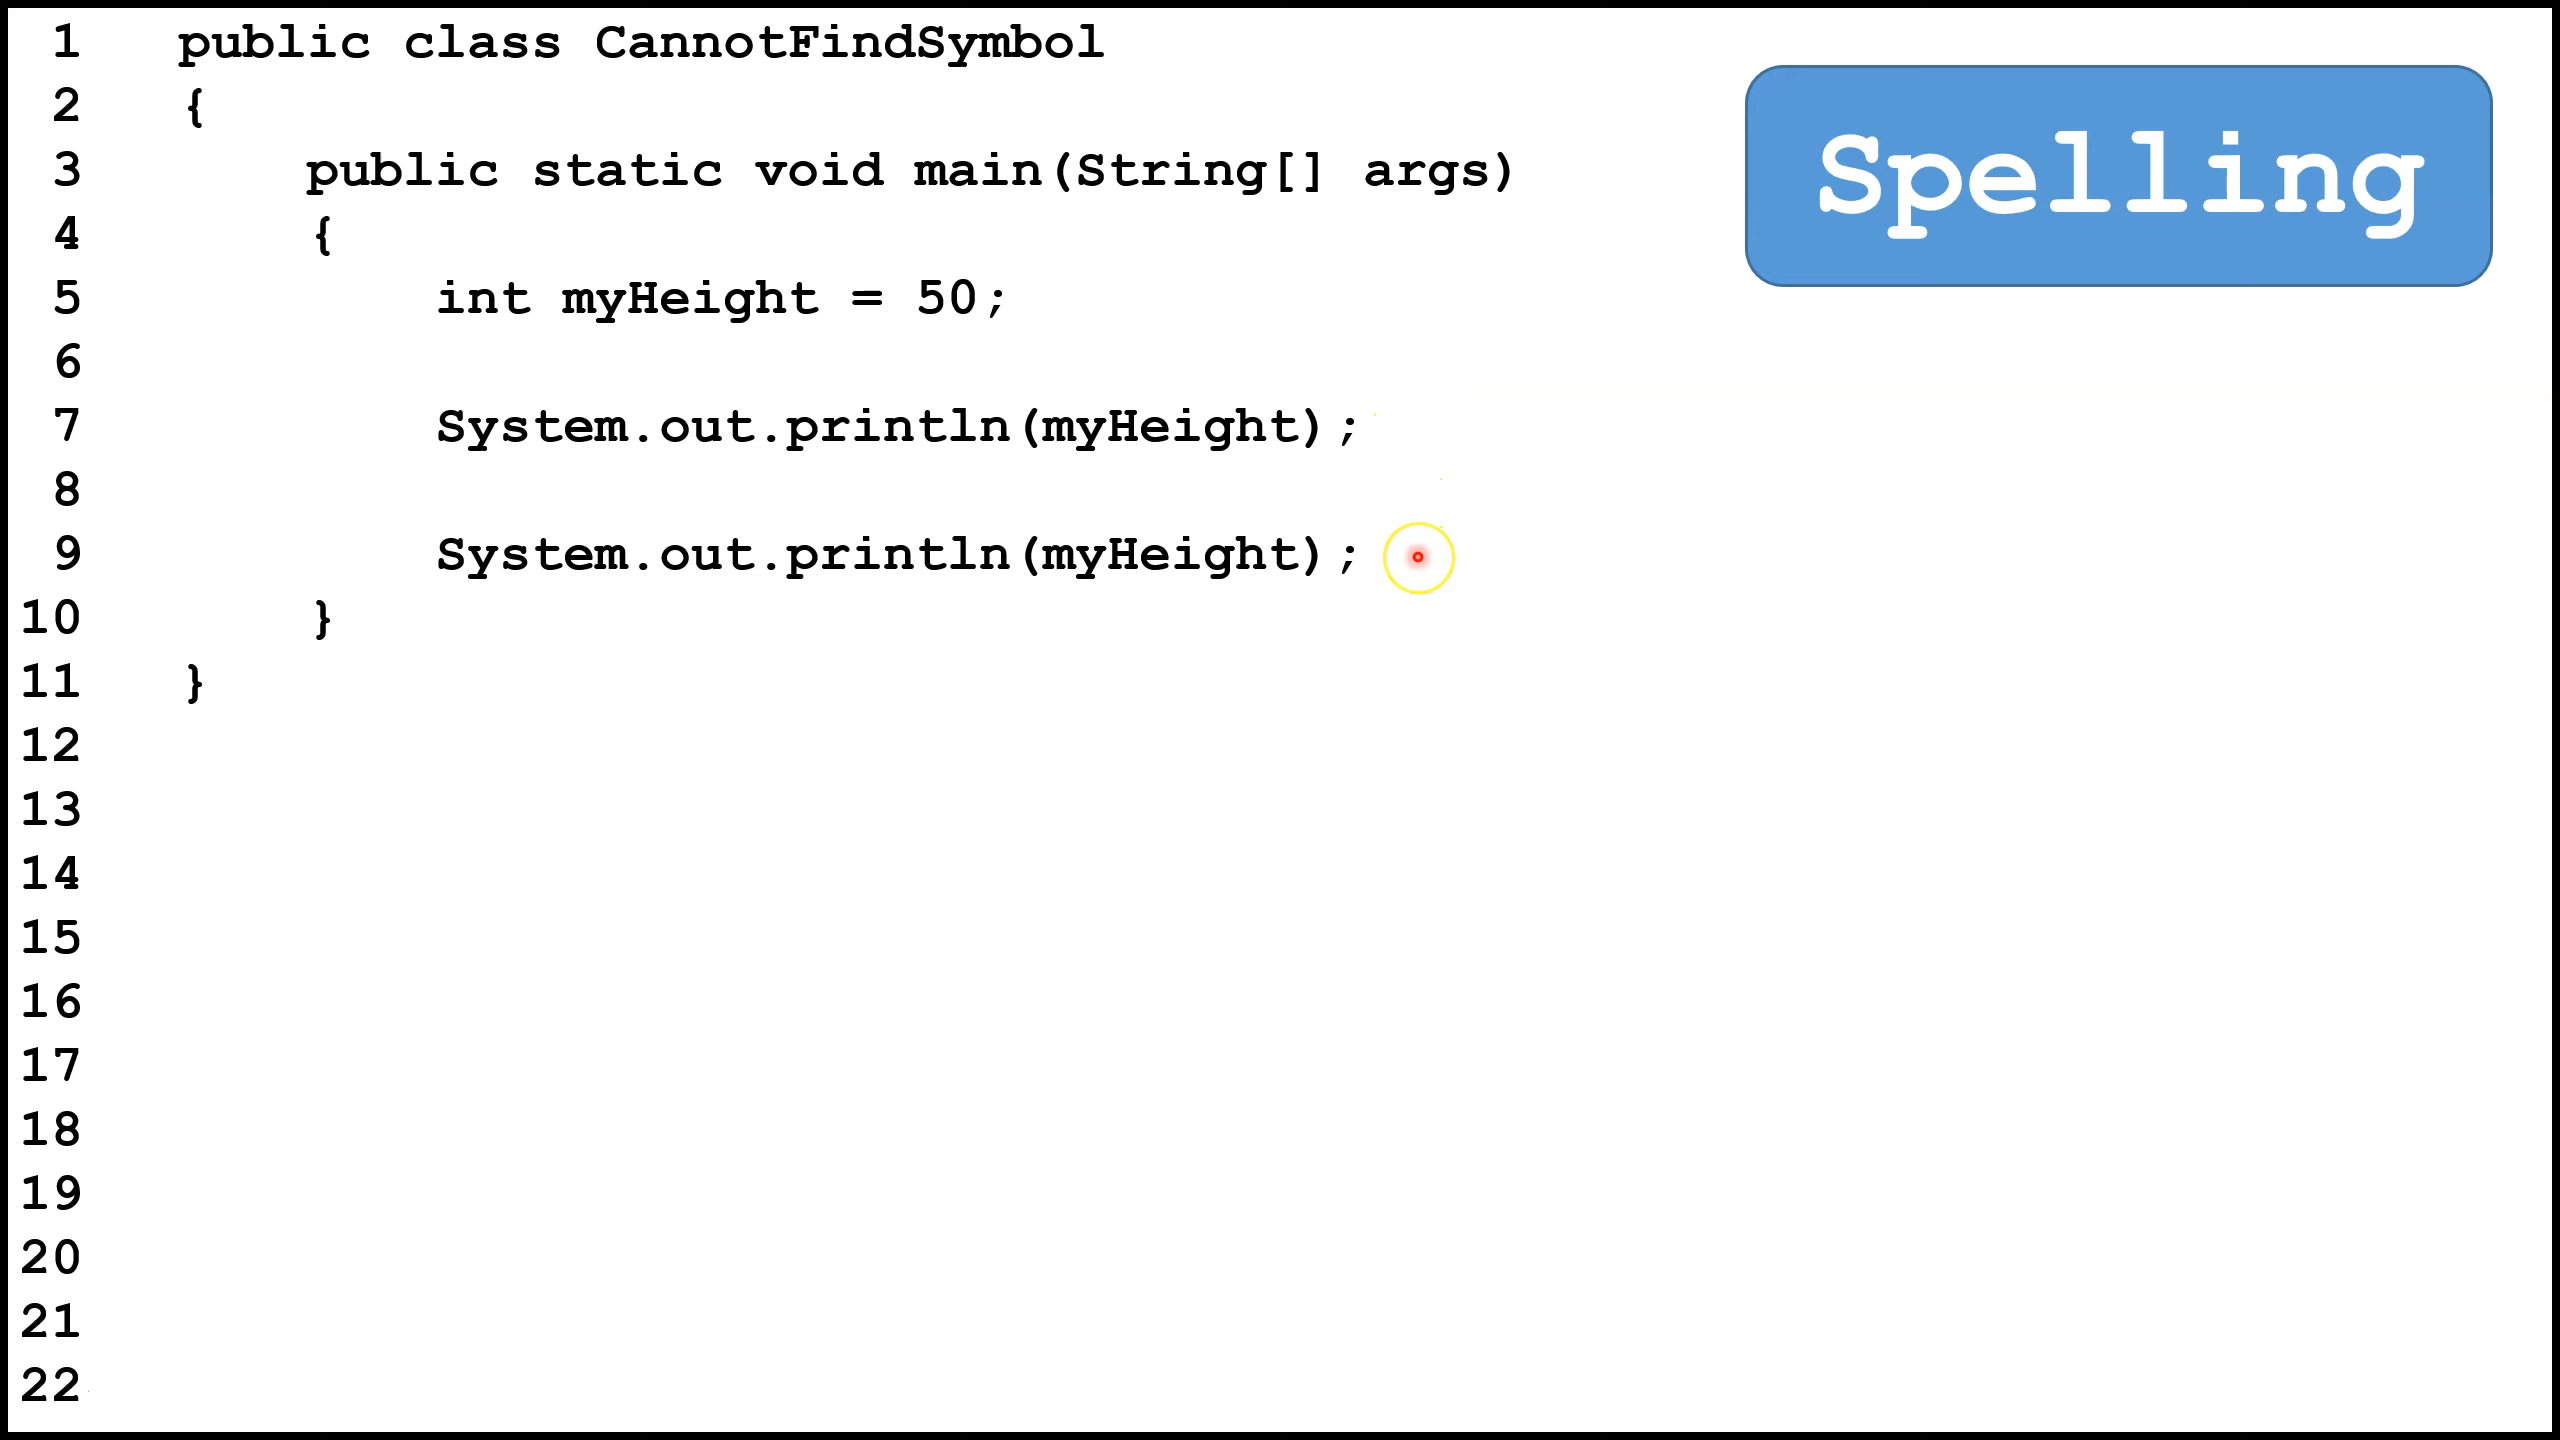 1 public class CannotFindSymbol
2 {
3 public static void main(String[] args)
4 {
5 int myHeight = 50;
6
7 System.out.println(myHeight);
8
9 System.out.println(myHeight);
10 }
11 }
12
13
14
15
16
17
18
19
20
21
22
Spelling